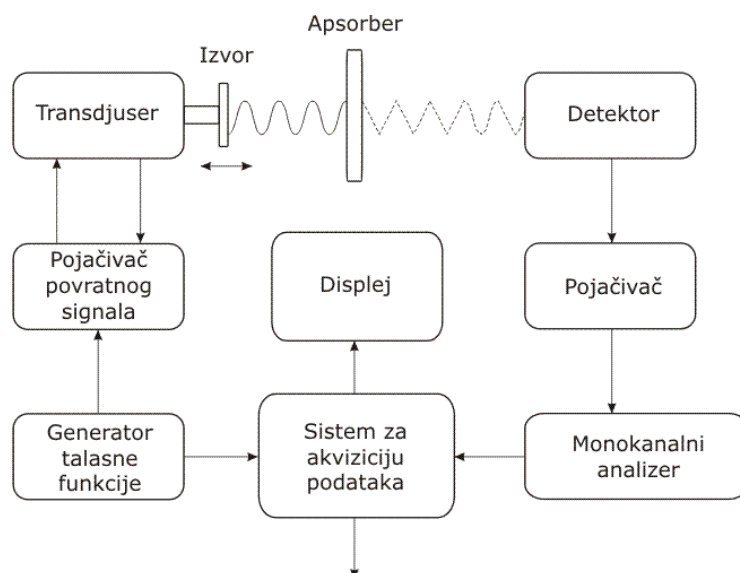 Apsorber
Izvor
Transdjuser
Detektor
Pojačivač
povratnog
signala
Displej
Pojačivač
Generator
talasne
funkcije
Sistem za
akviziciju
podataka
Monokanalni
analizer